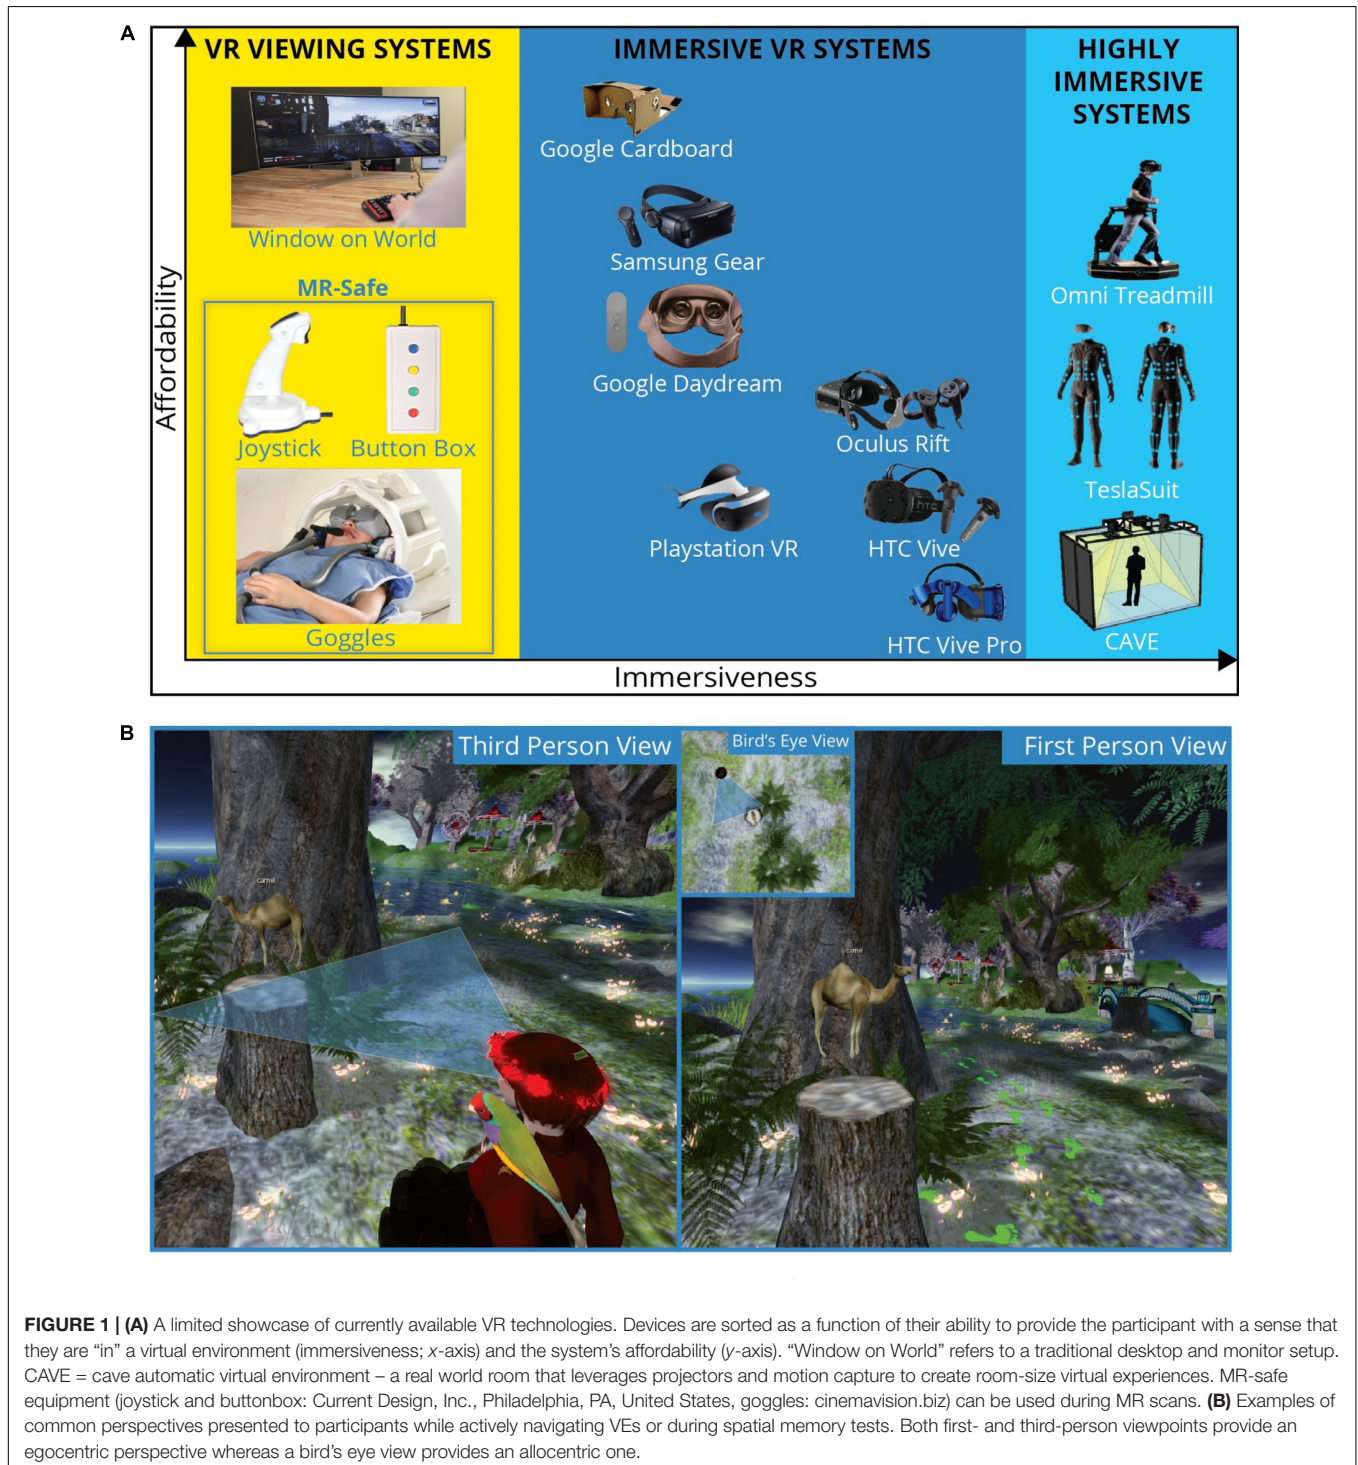 A
VR VIEWING SYSTEMS
IMMERSIVE VR SYSTEMS
HIGHLY
IMMERSIVE
SYSTEMS
Window on World
MR-Safe
Joystick
Button Box
Goggles
Google Cardboard
Samsung Gear
Google Daydream
Oculus Rift
Playstation VR
hTC
HTC Vive
HTC Vive Pro
Omni Treadmill
TeslaSuit
CAVE
Affordability
Immersiveness
B
Third Person View
Bird's Eye View
First Person View
camel
camel
FIGURE 1 | (A) A limited showcase of currently available VR technologies. Devices are sorted as a function of their ability to provide the participant with a sense that
they are “in” a virtual environment (immersiveness; x-axis) and the system's affordability (y-axis). “Window on World” refers to a traditional desktop and monitor setup.
CAVE = cave automatic virtual environment – a real world room that leverages projectors and motion capture to create room-size virtual experiences. MR-safe
equipment (joystick and buttonbox: Current Design, Inc., Philadelphia, PA, United States, goggles: cinemavision.biz) can be used during MR scans. (B) Examples of
common perspectives presented to participants while actively navigating VEs or during spatial memory tests. Both first- and third-person viewpoints provide an
egocentric perspective whereas a bird's eye view provides an allocentric one.